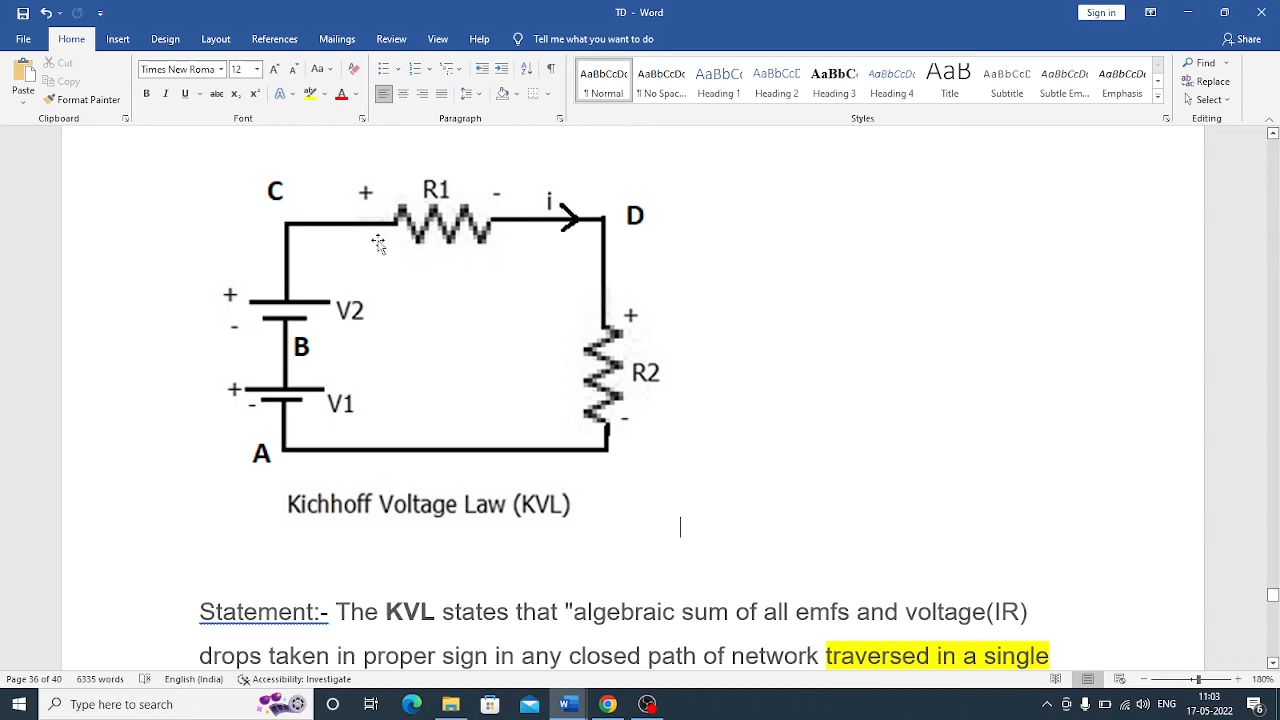 TD - Word
Sign in
File Home Insert Design Layout References Mailings Review View Help Tell me what you want to do Share
Paste
Cut
Copy
Format Painter
Times New Roma 12
Clipboard Font Paragraph Styles Editing
AaBbCcDc AaBbCcDc AaBbC( AaBbCcD AaBbC( AaBbCcDc AaB AaBbCcD AaBbCcDc AaBbCcDc
¶ Normal ¶ No Spac... Heading 1 Heading 2 Heading 3 Heading 4 Title Subtitle Subtle Em... Emphasis
Find
Replace
Select
C
+ R1 -
i
D
+
-
V2
B
+
-
V1
A
+
R2
-
Kichhoff Voltage Law (KVL)
Statement:- The KVL states that "algebraic sum of all emfs and voltage(IR)
drops taken in proper sign in any closed path of network traversed in a single
Page 36 of 40 6335 words English (India) Accessibility: Investigate 180%
Type here to search
ENG
11:03
17-05-2022